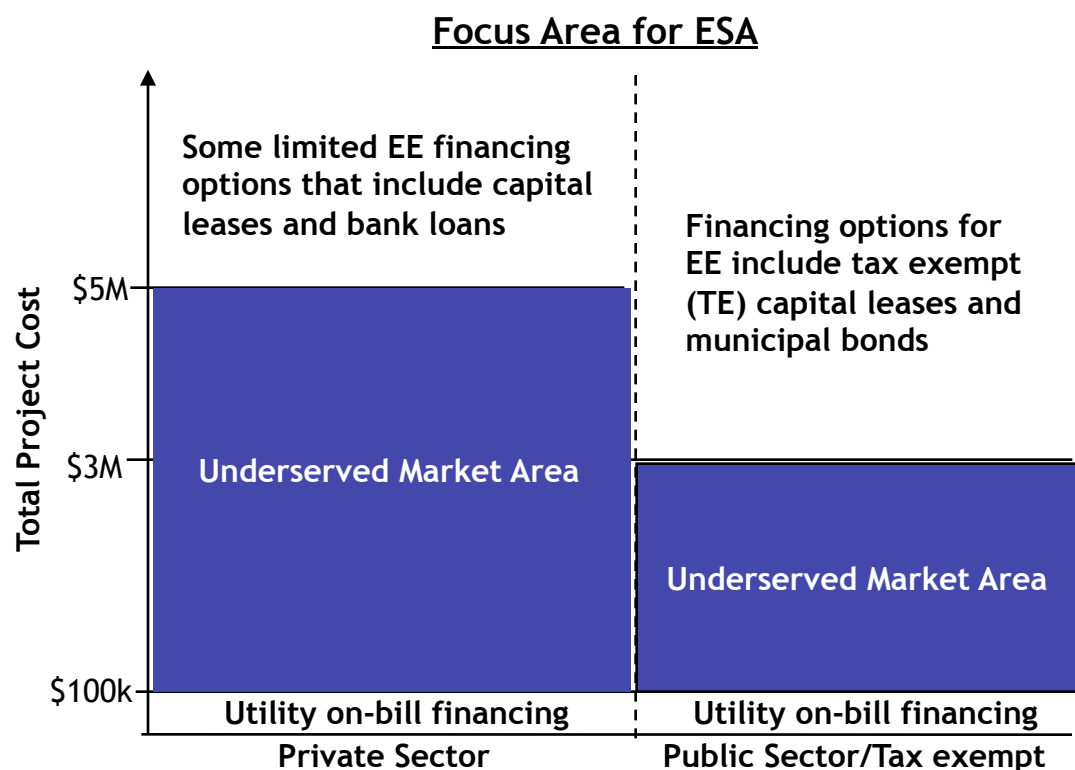 Focus Area for ESA
Some limited EE financing
options that include capital
leases and bank loans
Financing options for
EE include tax exempt
(TE) capital leases and
municipal bonds
Total Project Cost
$5M
$3M
$100k
Underserved Market Area
Underserved Market Area
Utility on-bill financing
Utility on-bill financing
Private Sector
Public Sector/Tax exempt